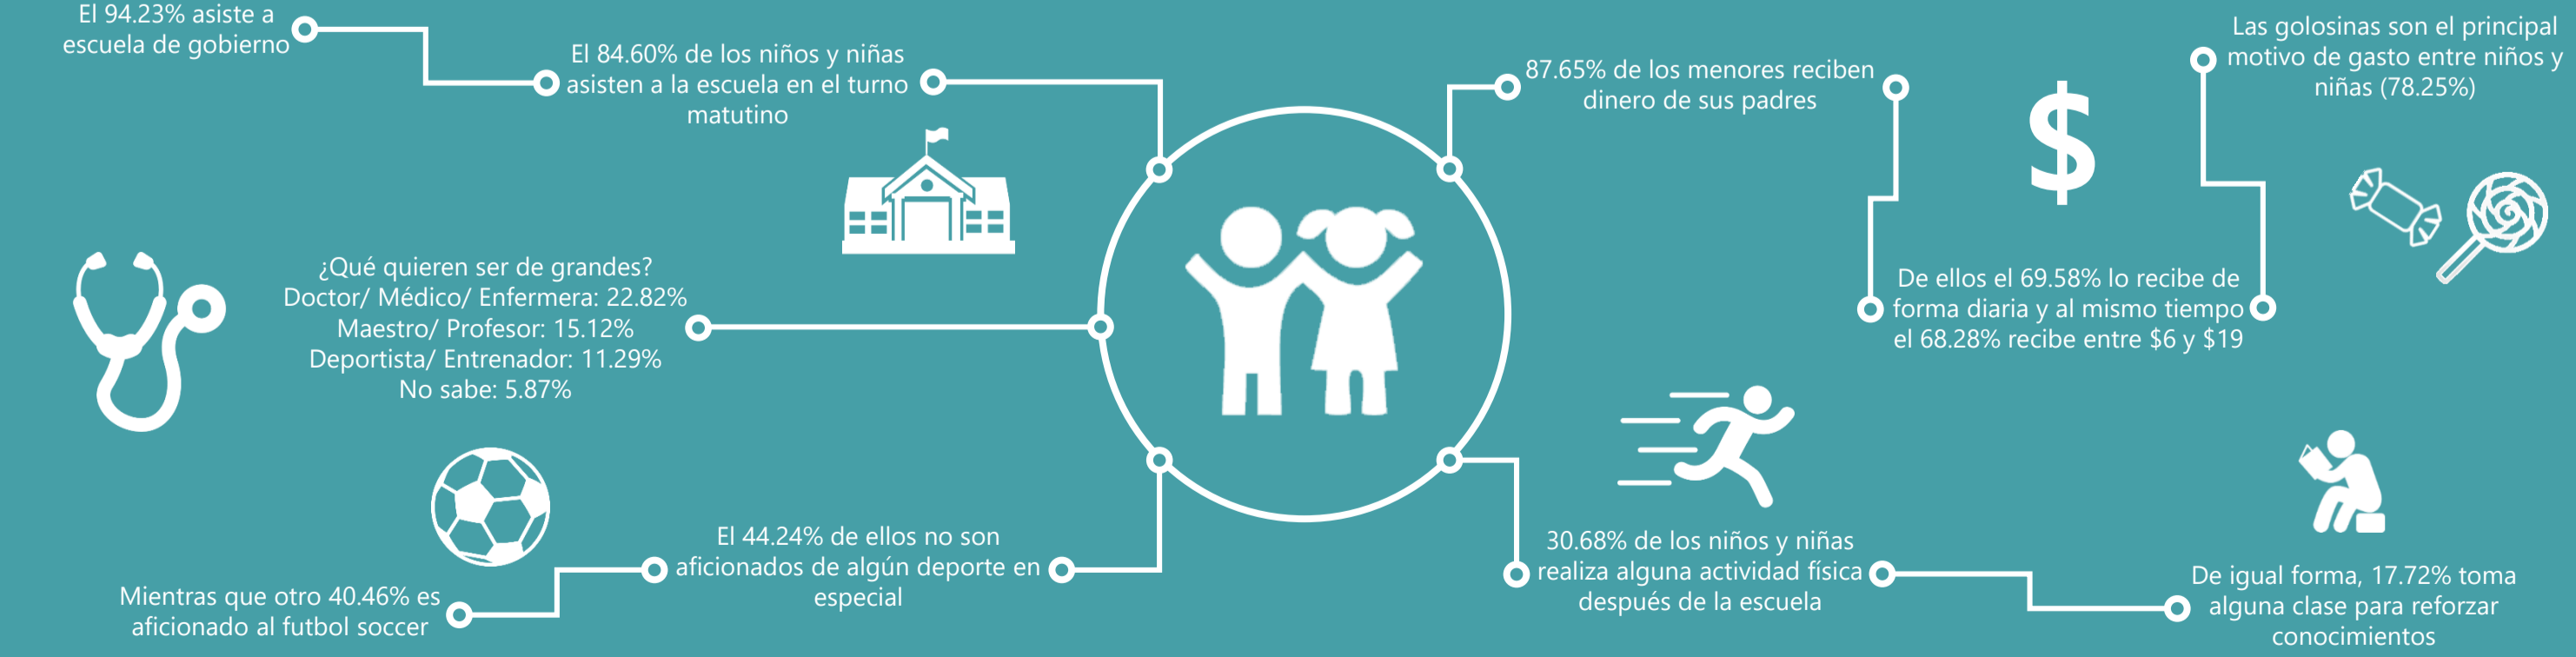 El 94.23% asiste a
escuela de gobierno
El 84.60% de los niños y niñas
asisten a la escuela en el turno
matutino
87.65% de los menores reciben
dinero de sus padres
$
Las golosinas son el principal
motivo de gasto entre niños y
niñas (78.25%)
¿Qué quieren ser de grandes?
Doctor/ Médico/ Enfermera: 22.82%
Maestro/ Profesor: 15.12%
Deportista/ Entrenador: 11.29%
No sabe: 5.87%
De ellos el 69.58% lo recibe de
forma diaria y al mismo tiempo
el 68.28% recibe entre $6 y $19
El 44.24% de ellos no son
aficionados de algún deporte en
especial
Mientras que otro 40.46% es
aficionado al futbol soccer
30.68% de los niños y niñas
realiza alguna actividad física
después de la escuela
De igual forma, 17.72% toma
alguna clase para reforzar
conocimientos